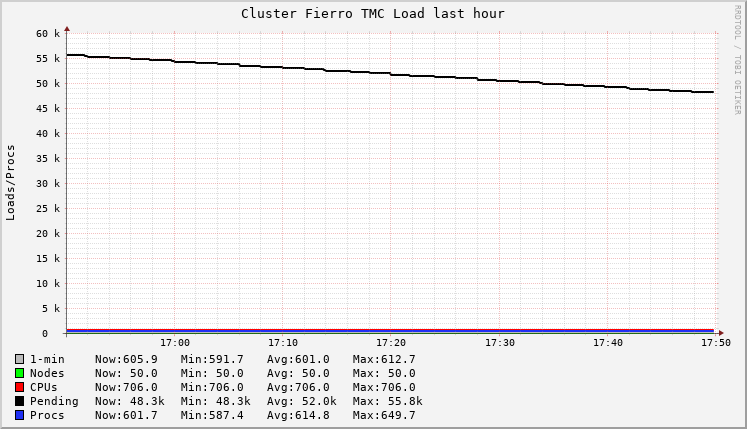 Cluster Fierro TMC Load last hour
RRDTOOL / TOBI OETIKER
Loads/Procs
60 k
55 k
50 k
45 k
40 k
35 k
30 k
25 k
20 k
15 k
10 k
5 k
0
17:00 17:10 17:20 17:30 17:40 17:50
1-min Now:605.9 Min:591.7 Avg:601.0 Max:612.7
Nodes Now: 50.0 Min: 50.0 Avg: 50.0 Max: 50.0
CPUs Now:706.0 Min:706.0 Avg:706.0 Max:706.0
Pending Now: 48.3k Min: 48.3k Avg: 52.0k Max: 55.8k
Procs Now:601.7 Min:587.4 Avg:614.8 Max:649.7